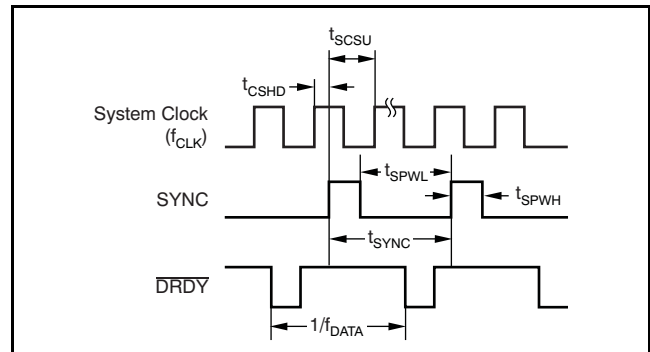 tSCSU
tCSHD
System Clock
(fCLK)
tSPWL
SYNC
tSPWH
tSYNC
DRDY
1/fDATA